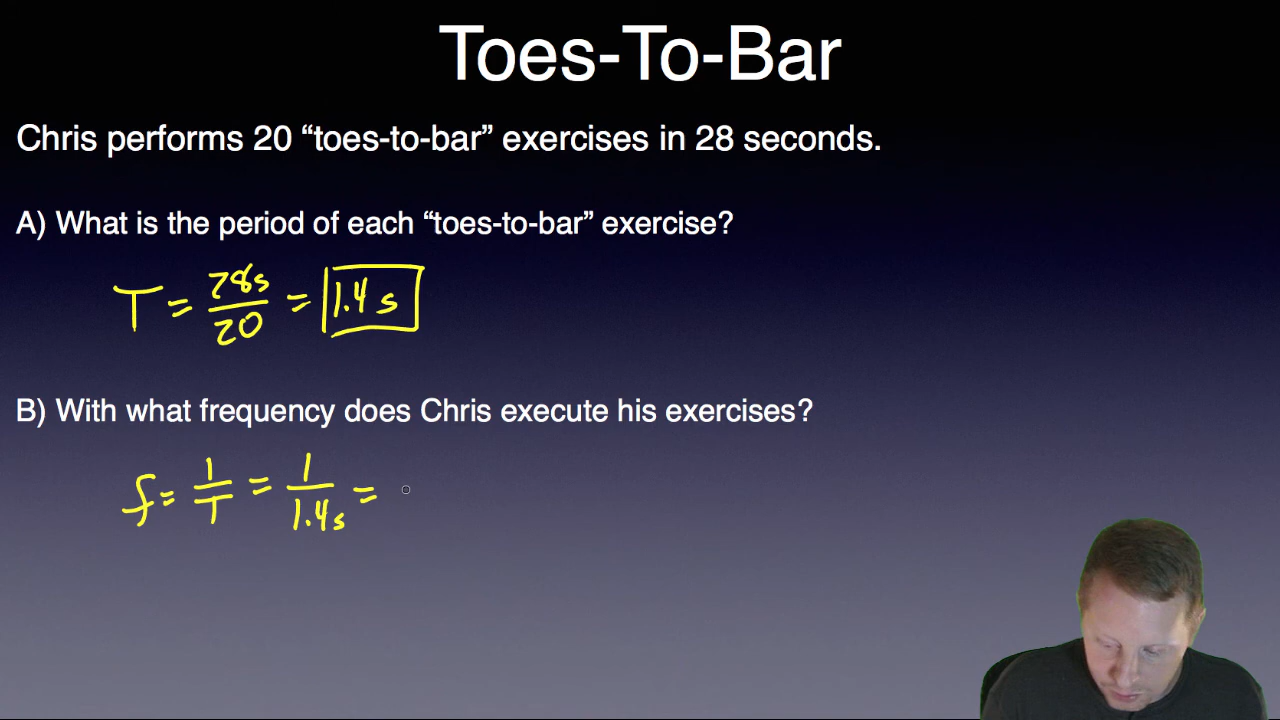 Toes-To-Bar
Chris performs 20 “toes-to-bar” exercises in 28 seconds.
A) What is the period of each “toes-to-bar” exercise?
T = 28s/20 = 1.4 s
B) With what frequency does Chris execute his exercises?
f = 1/T = 1/1.4s =